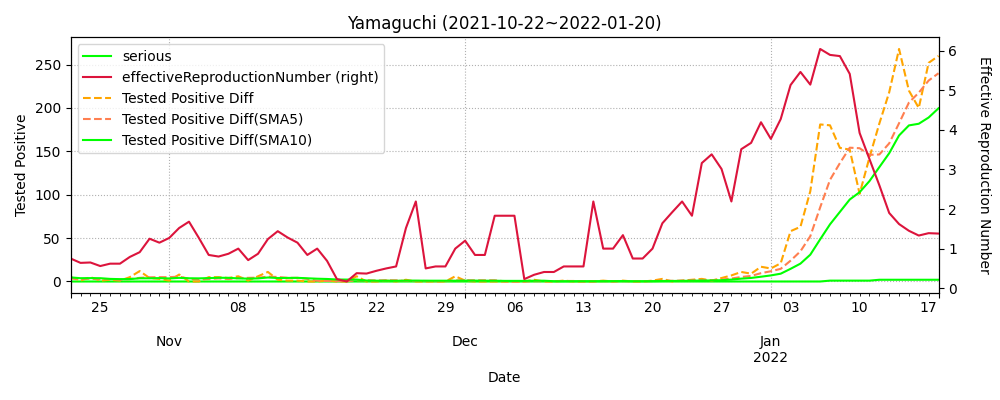 Yamaguchi (2021-10-22~2022-01-20)
serious
effectiveReproductionNumber (right)
Tested Positive Diff
Tested Positive Diff(SMA5)
Tested Positive Diff(SMA10)
Tested Positive
250
200
150
100
50
0
Effective Reproduction Number
6
5
4
3
2
1
0
25 08 15 22 29 06 13 20 27 03 10 17
Nov Dec Jan
2022
Date